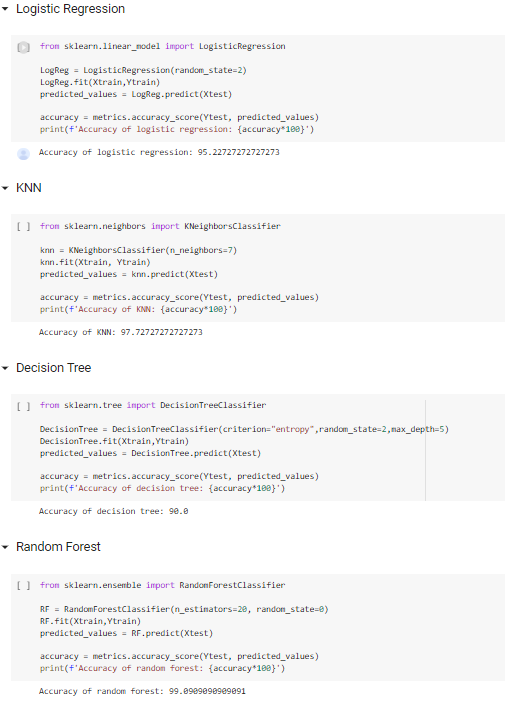 Logistic Regression
from sklearn.linear_model import LogisticRegression
LogReg = LogisticRegression(random_state=2)
LogReg.fit(Xtrain,Ytrain)
predicted_values = LogReg.predict(Xtest)
accuracy = metrics.accuracy_score(Ytest, predicted_values)
print(f'Accuracy of logistic regression: {accuracy*100}')
Accuracy of logistic regression: 95.22727272727273
KNN
[ ] from sklearn.neighbors import KNeighborsClassifier
knn = KNeighborsClassifier(n_neighbors=7)
knn.fit(Xtrain, Ytrain)
predicted_values = knn.predict(Xtest)
accuracy = metrics.accuracy_score(Ytest, predicted_values)
print(f'Accuracy of KNN: {accuracy*100}')
Accuracy of KNN: 97.72727272727273
Decision Tree
[ ] from sklearn.tree import DecisionTreeClassifier
DecisionTree = DecisionTreeClassifier(criterion="entropy",random_state=2,max_depth=5)
DecisionTree.fit(Xtrain,Ytrain)
predicted_values = DecisionTree.predict(Xtest)
accuracy = metrics.accuracy_score(Ytest, predicted_values)
print(f'Accuracy of decision tree: {accuracy*100}')
Accuracy of decision tree: 90.0
Random Forest
[ ] from sklearn.ensemble import RandomForestClassifier
RF = RandomForestClassifier(n_estimators=20, random_state=0)
RF.fit(Xtrain,Ytrain)
predicted_values = RF.predict(Xtest)
accuracy = metrics.accuracy_score(Ytest, predicted_values)
print(f'Accuracy of random forest: {accuracy*100}')
Accuracy of random forest: 99.0909090909091